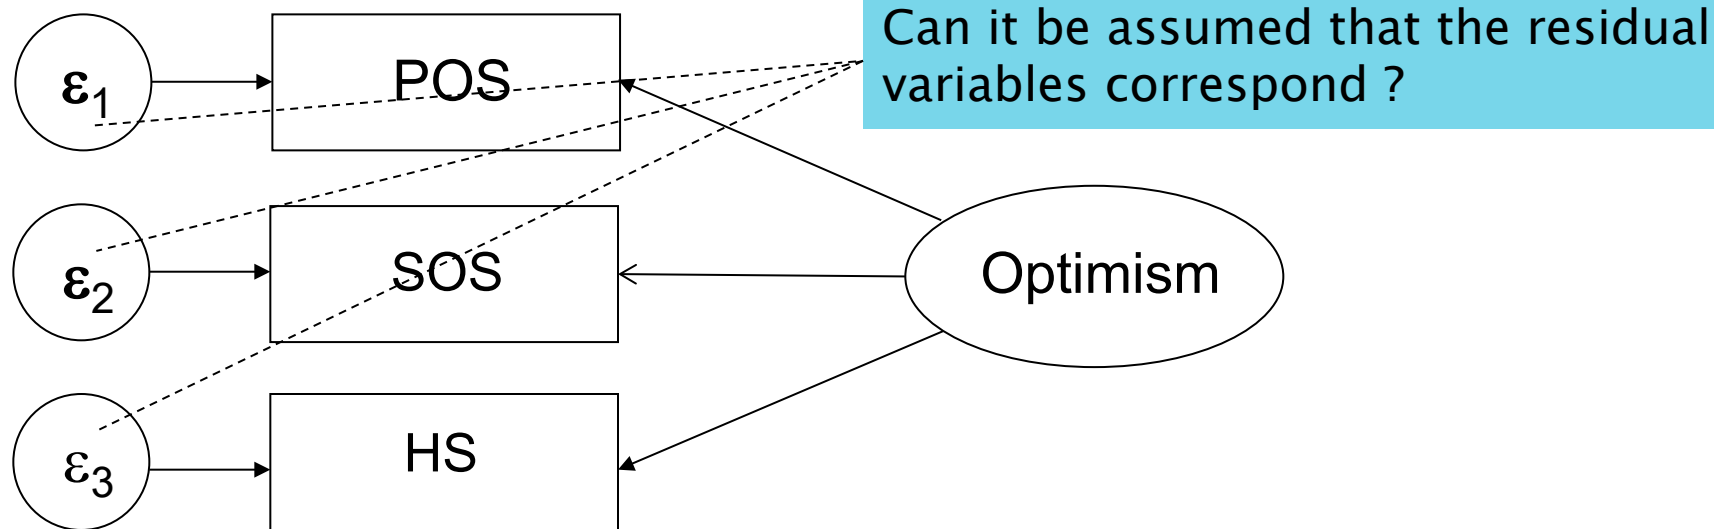 Can it be assumed that the residual
variables correspond ?
ε1
POS
ε2
SOS
Optimism
ε3
HS